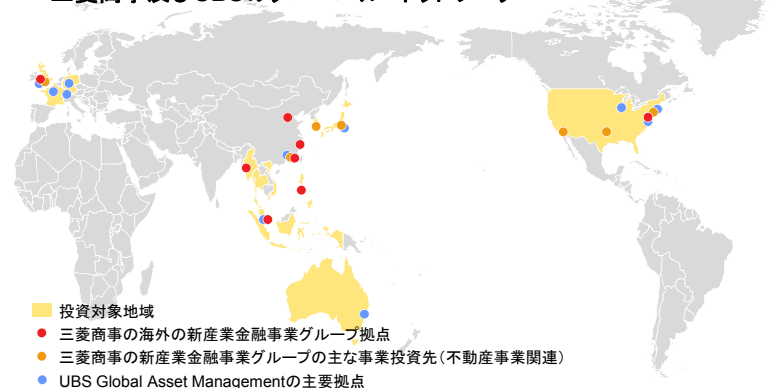 投資対象地域
三菱商事の海外の新産業金融事業グループ拠点
三菱商事の新産業金融事業グループの主な事業投資先（不動産事業関連）
UBS Global Asset Managementの主要拠点